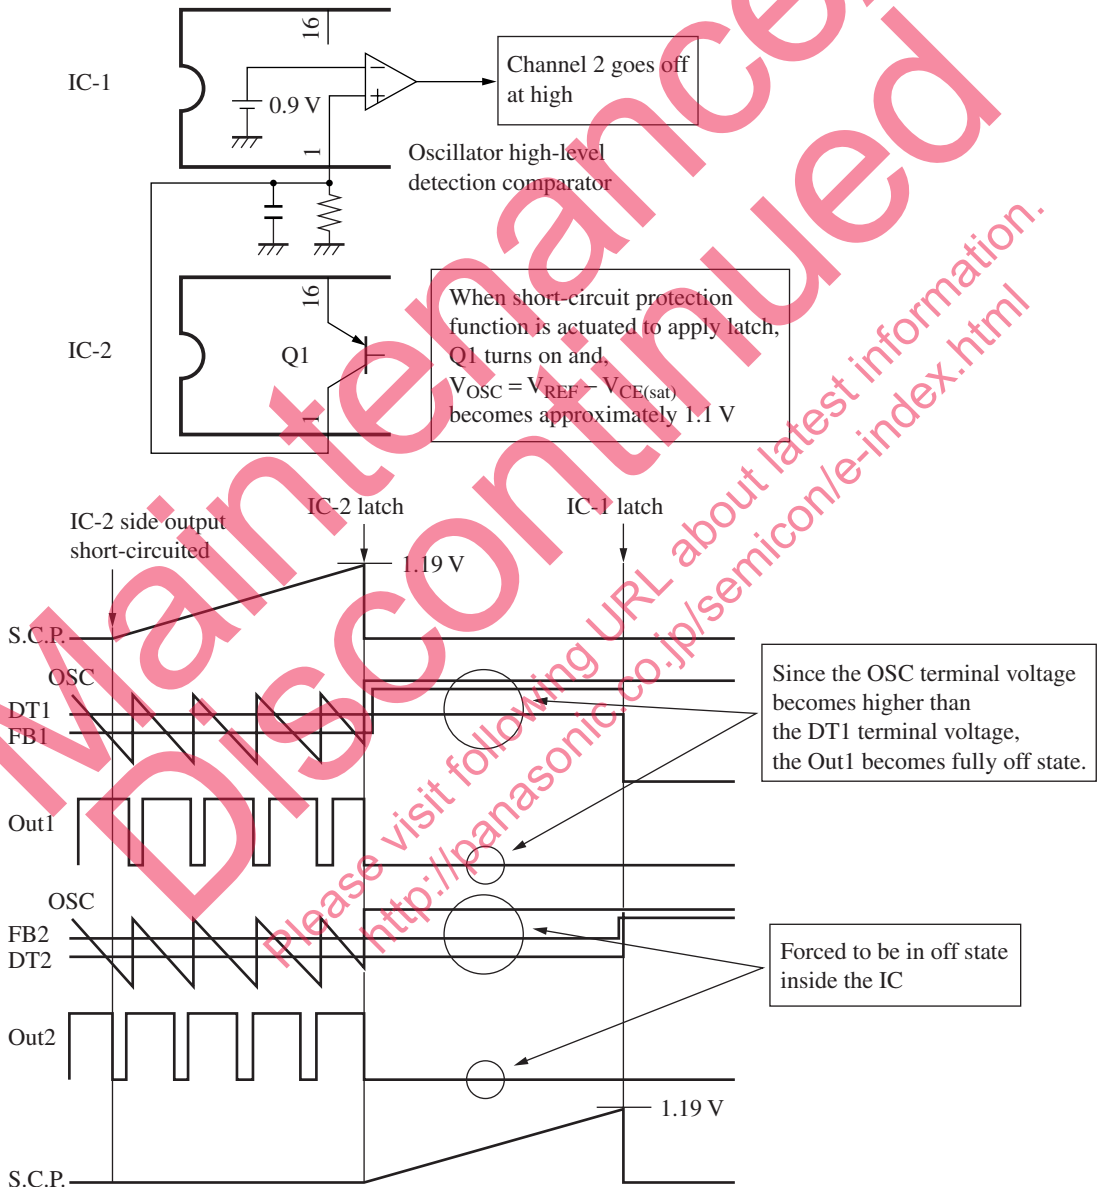 16
IC-1
0.9 V
1
Channel 2 goes off
at high
Oscillator high-level
detection comparator
16
IC-2
Q1
1
When short-circuit protection
function is actuated to apply latch,
Q1 turns on and,
VOSC = VREF − VCE(sat)
becomes approximately 1.1 V
IC-2 side output
short-circuited
IC-2 latch
IC-1 latch
1.19 V
S.C.P.
OSC
DT1
FB1
Since the OSC terminal voltage
becomes higher than
the DT1 terminal voltage,
the Out1 becomes fully off state.
Out1
OSC
FB2
DT2
Forced to be in off state
inside the IC
Out2
1.19 V
S.C.P.
Maintenance
Discontinued
Please visit following URL about latest information.
http://panasonic.co.jp/semicon/e-index.html